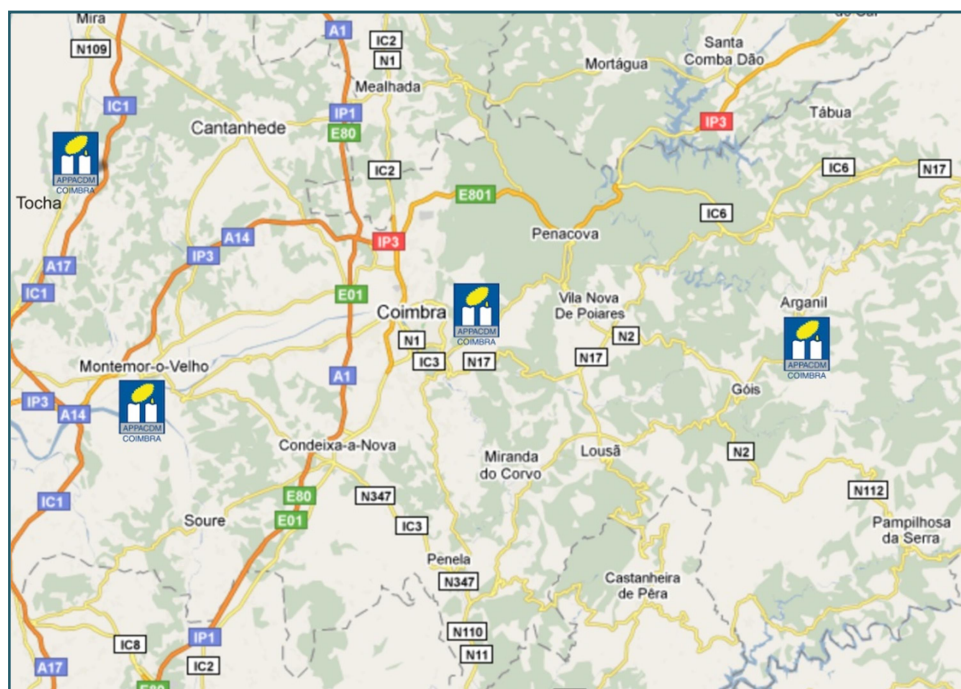 do Sal
Mira
A1
IC2
Santa
Comba Dão
N109
N1
Mortágua
Mealhada
IC1
IP1
Tábua
Cantanhede
E80
IP3
APPACDM
COIMBRA
IC2
IC6
N17
Tocha
E801
IC6
A14
IP3
Penacova
IP3
A17
IC1
E01
Vila Nova
De Poiares
Arganil
Coimbra
APPACDM
COIMBRA
N1
N2
IC3
N17
N17
APPACDM
COIMBRA
Montemor-o-Velho
A1
Góis
IP3
A14
APPACDM
COIMBRA
Condeixa-a-Nova
Miranda
do Corvo
Lousã
N2
E80
N347
N112
IC1
E01
Soure
IC3
Pampilhosa
da Serra
Penela
N347
Castanheira
de Pêra
IP1
N110
IC8
IC2
N11
A17
E80